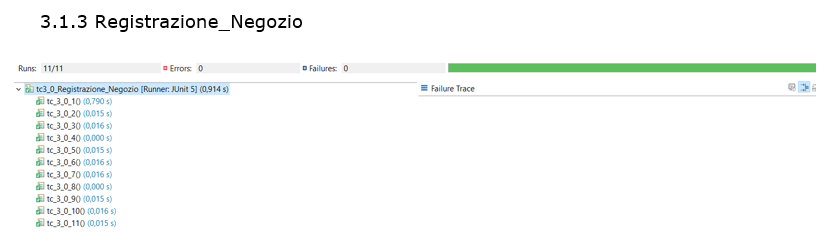 3.1.3 Registrazione_Negozio
Runs: 11/11 Errors: 0 Failures: 0
tc3_0_Registrazione_Negozio [Runner: JUnit 5] (0,914 s)
Failure Trace
tc_3_0_1() (0,790 s)
tc_3_0_2() (0,015 s)
tc_3_0_3() (0,016 s)
tc_3_0_4() (0,000 s)
tc_3_0_5() (0,015 s)
tc_3_0_6() (0,016 s)
tc_3_0_7() (0,016 s)
tc_3_0_8() (0,000 s)
tc_3_0_9() (0,015 s)
tc_3_0_10() (0,016 s)
tc_3_0_11() (0,015 s)